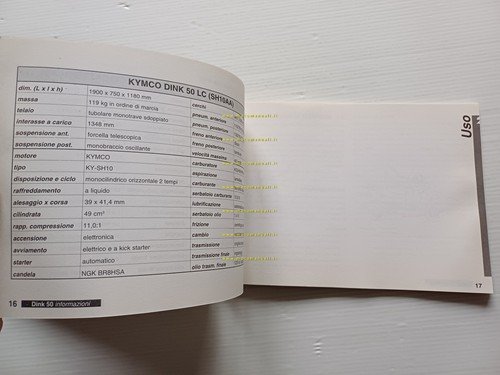 KYMCO DINK 50 LC (SH10AA)
dim. (L x l x h) 1900 x 750 x 1180 mm
massa 119 kg in ordine di marcia
telaio tubolare monotrave sdoppiato
interasse a carico 1348 mm
sospensione ant. forcella telescopica
sospensione post. monobraccio oscillante
motore KYMCO
tipo KY-SH10
disposizione e ciclo monocilindro orizzontale 2 tempi
raffreddamento a liquido
alesaggio x corsa 39 x 41,4 mm
cilindrata 49 cm³
rapp. compressione 11,0:1
accensione elettronica
avviamento elettrico e a kick starter
starter automatico
candela NGK BR8HSA
cerchi
pneum. anteriore
pneum. posteriore
freno anteriore
freno posteriore
velocità massima
carburatore
aspirazione
carburante
serbatoio carburante
lubrificazione
serbatoio olio
frizione
cambio
trasmissione
trasmissione finale
olio trasm. finale
16 Dink 50 informazioni
Uso
17